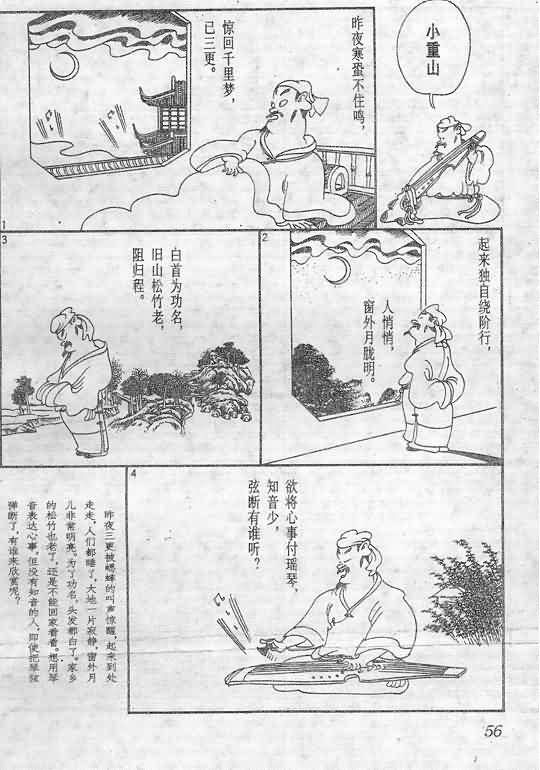 小重山
昨夜寒蛩不住鸣，
惊回千里梦，
已三更。
1
起来独自绕阶行，
人悄悄，
窗外月胧明。
2
白首为功名，
旧山松竹老，
阻归程。
3
欲将心事付瑶琴，
知音少，
弦断有谁听？
4
昨夜三更被蟋蟀的叫声惊醒，起来到处
走走，人们都睡了，大地一片寂静，窗外月
儿非常明亮。为了功名，头发都白了。家乡
的松竹也老了，还是不能回家看看。想用琴
音表达心事。但没有知音的人，即使把琴弦
弹断了，有谁来欣赏呢？
56